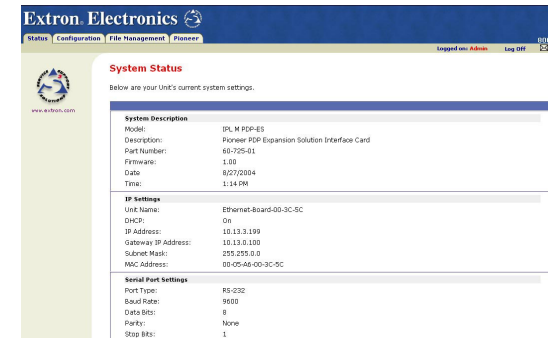 Extron® Electronics
Status Configuration File Management Pioneer
Logged on: Admin Log Off
www.extron.com
System Status
Below are your Unit's current system settings.
System Description
Model: IPL M PDP-ES
Description: Pioneer PDP Expansion Solution Interface Card
Part Number: 60-725-01
Firmware: 1.00
Date 8/27/2004
Time: 1:14 PM
IP Settings
Unit Name: Ethernet-Board-00-3C-5C
DHCP: On
IP Address: 10.13.3.199
Gateway IP Address: 10.13.0.100
Subnet Mask: 255.255.0.0
MAC Address: 00-05-A6-00-3C-5C
Serial Port Settings
Port Type: RS-232
Baud Rate: 9600
Data Bits: 8
Parity: None
Stop Bits: 1